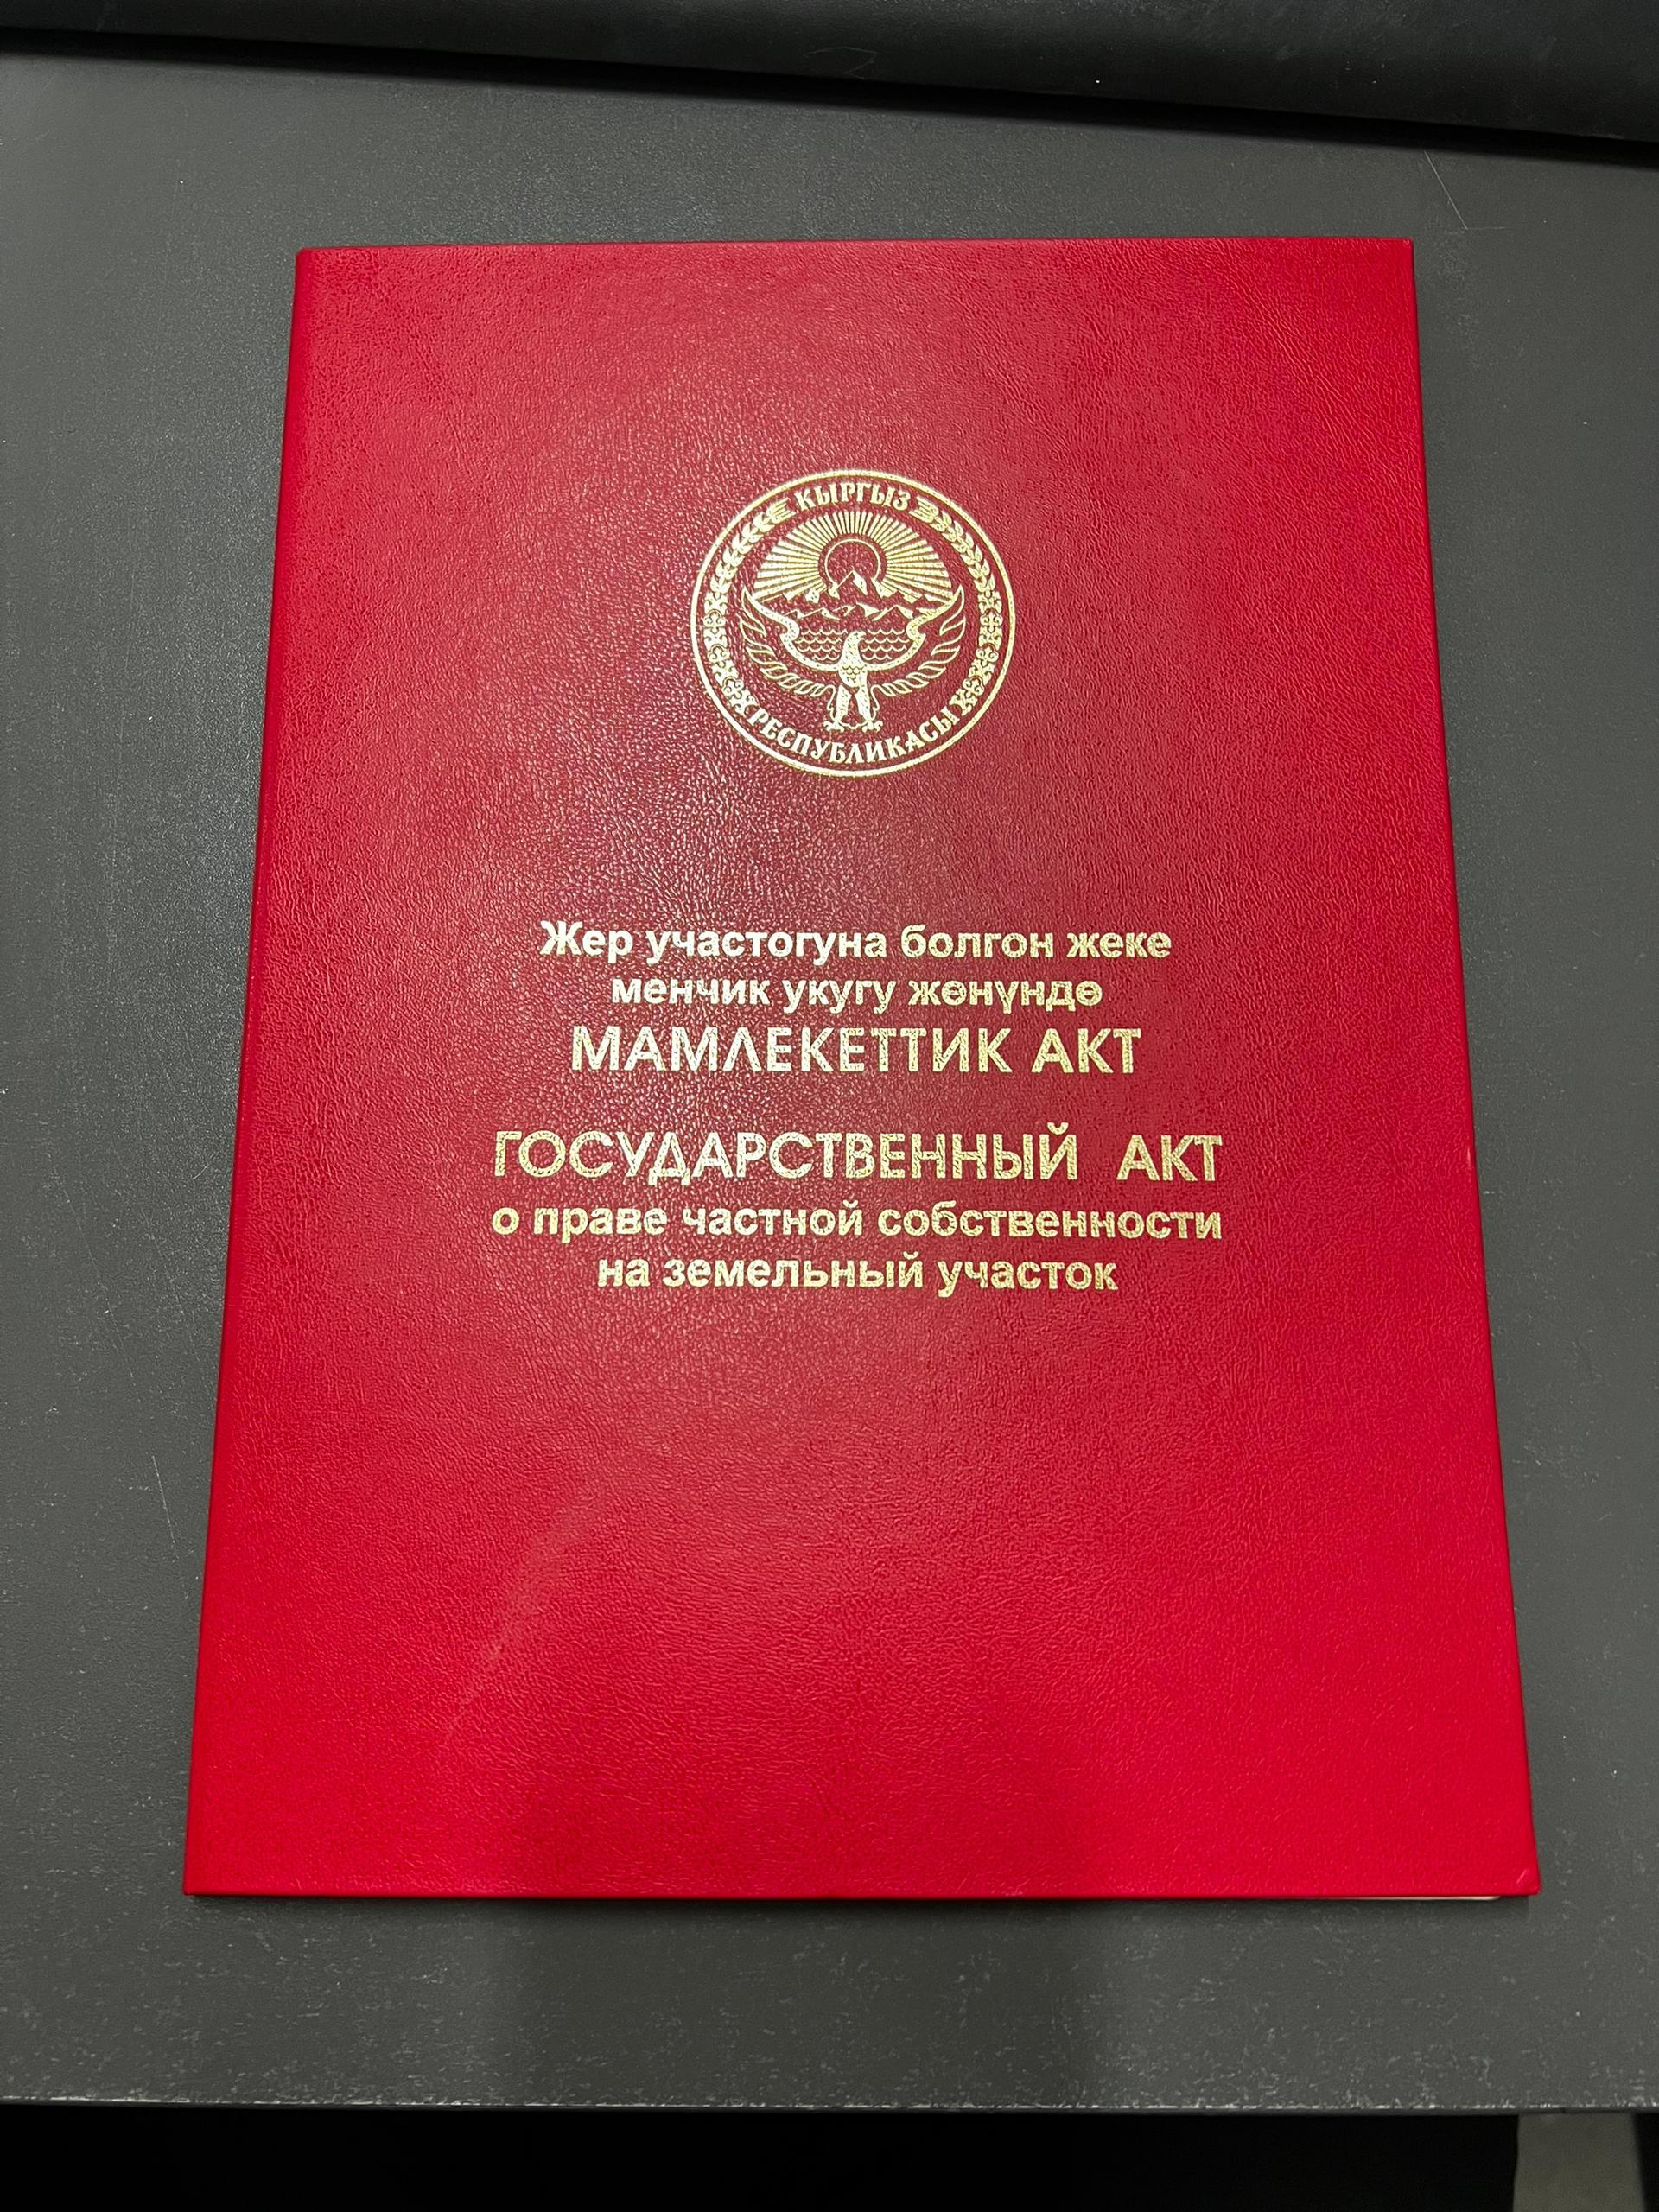 КЫРГЫЗ
РЕСПУБЛИКАСЫ
Жер участогуна болгон жеке
менчик укугу жөнүндө
МАМЛЕКЕТТИК АКТ
ГОСУДАРСТВЕННЫЙ АКТ
о праве частной собственности
на земельный участок